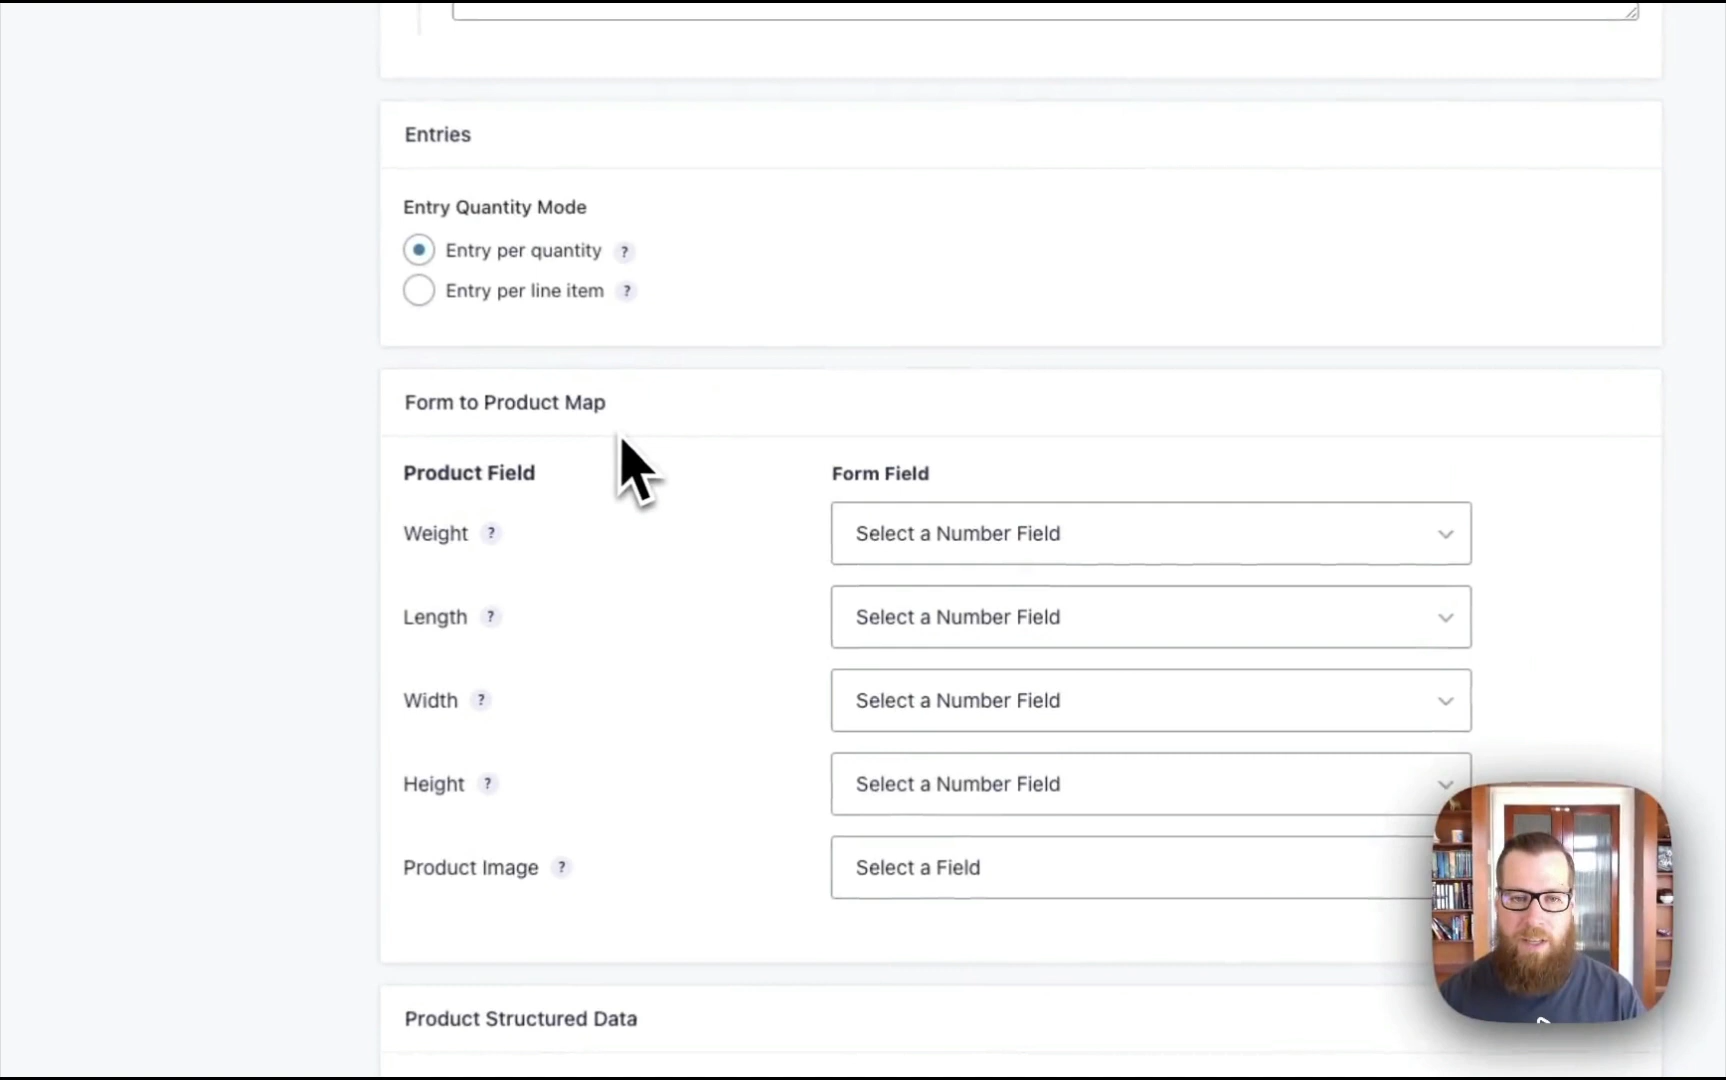 Entries
Entry Quantity Mode
Entry per quantity ?
Entry per line item ?
Form to Product Map
Product Field Form Field
Weight ? Select a Number Field
Length ? Select a Number Field
Width ? Select a Number Field
Height ? Select a Number Field
Product Image ? Select a Field
Product Structured Data